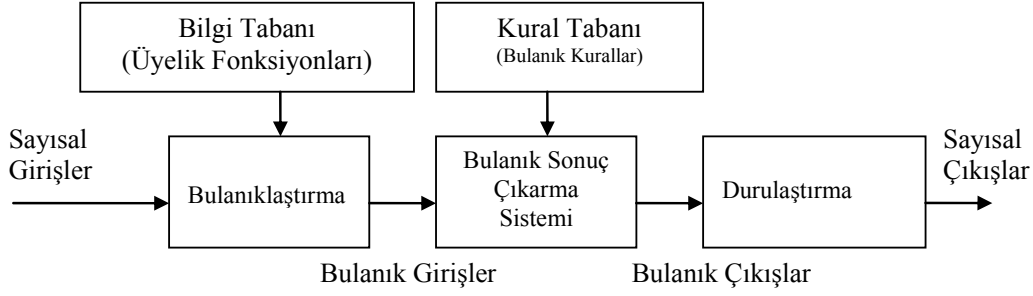 Bilgi Tabanı
(Üyelik Fonksiyonları)
Kural Tabanı
(Bulanık Kurallar)
Sayısal
Girişler
Bulanıklaştırma
Bulanık Sonuç
Çıkarma
Sistemi
Durulaştırma
Sayısal
Çıkışlar
Bulanık Girişler
Bulanık Çıkışlar